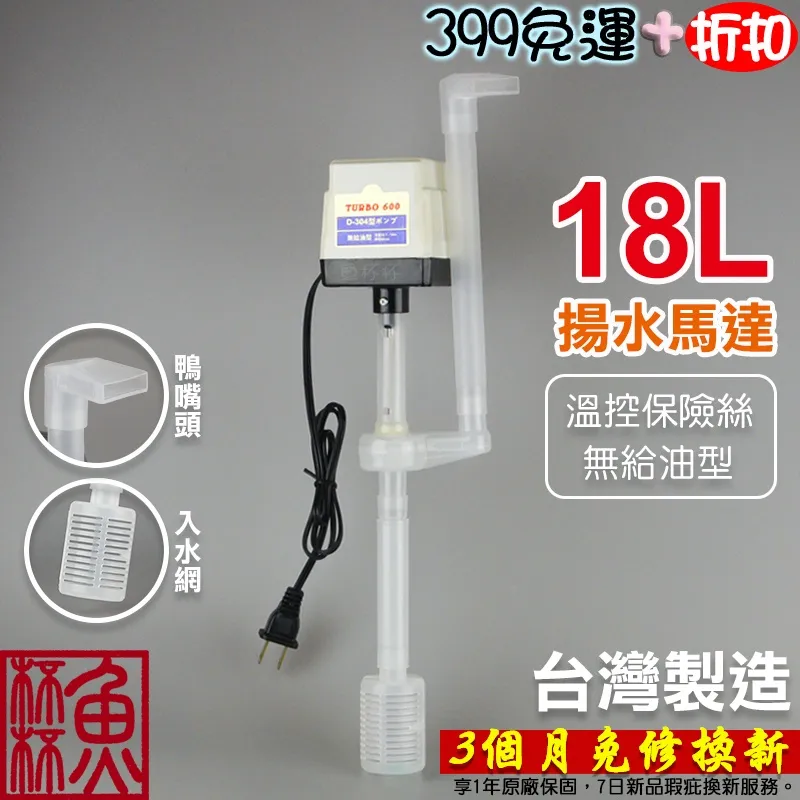 399免運+折扣
TURBO 600
D-304型ポンプ
無給油型
18L
揚水馬達
溫控保險絲
無給油型
鴨嘴頭
入水網
台灣製造
3個月免修換新
享1年原廠保固，7日新品瑕疵換新服務。